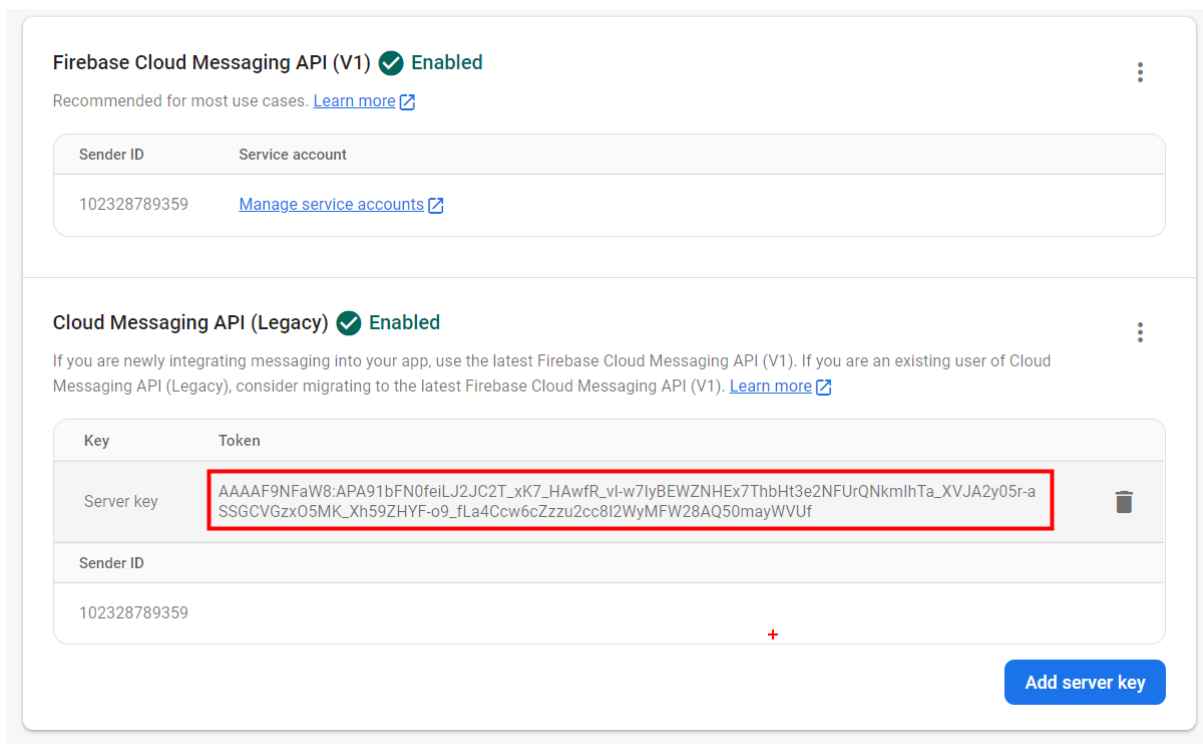 Firebase Cloud Messaging API (V1) Enabled
Recommended for most use cases. Learn more
Sender ID Service account
102328789359 Manage service accounts
Cloud Messaging API (Legacy) Enabled
If you are newly integrating messaging into your app, use the latest Firebase Cloud Messaging API (V1). If you are an existing user of Cloud
Messaging API (Legacy), consider migrating to the latest Firebase Cloud Messaging API (V1). Learn more
Key Token
Server key AAAAF9NFaW8:APA91bFN0feiLJ2JC2T_xK7_HAwfR_vl-w7IyBEWZNHEx7ThbHt3e2NFUrQNkmIhTa_XVJA2y05r-a
SSGCVGzxO5MK_Xh59ZHYF-o9_fLa4Ccw6cZzzu2cc8I2WyMFW28AQ50mayWVUf
Sender ID
102328789359
Add server key